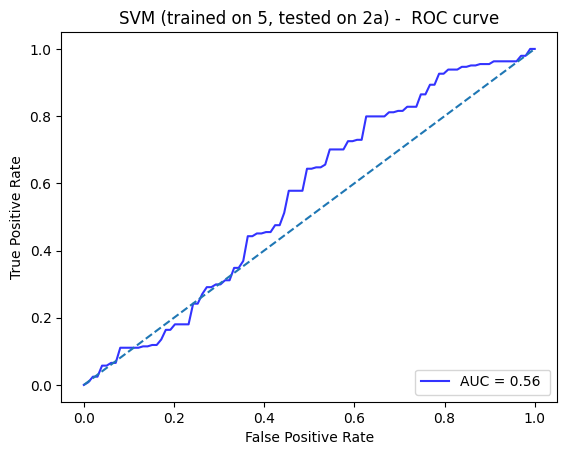 SVM (trained on 5, tested on 2a) -  ROC curve
True Positive Rate
1.0
0.8
0.6
0.4
0.2
0.0
AUC = 0.56
0.0 0.2 0.4 0.6 0.8 1.0
False Positive Rate